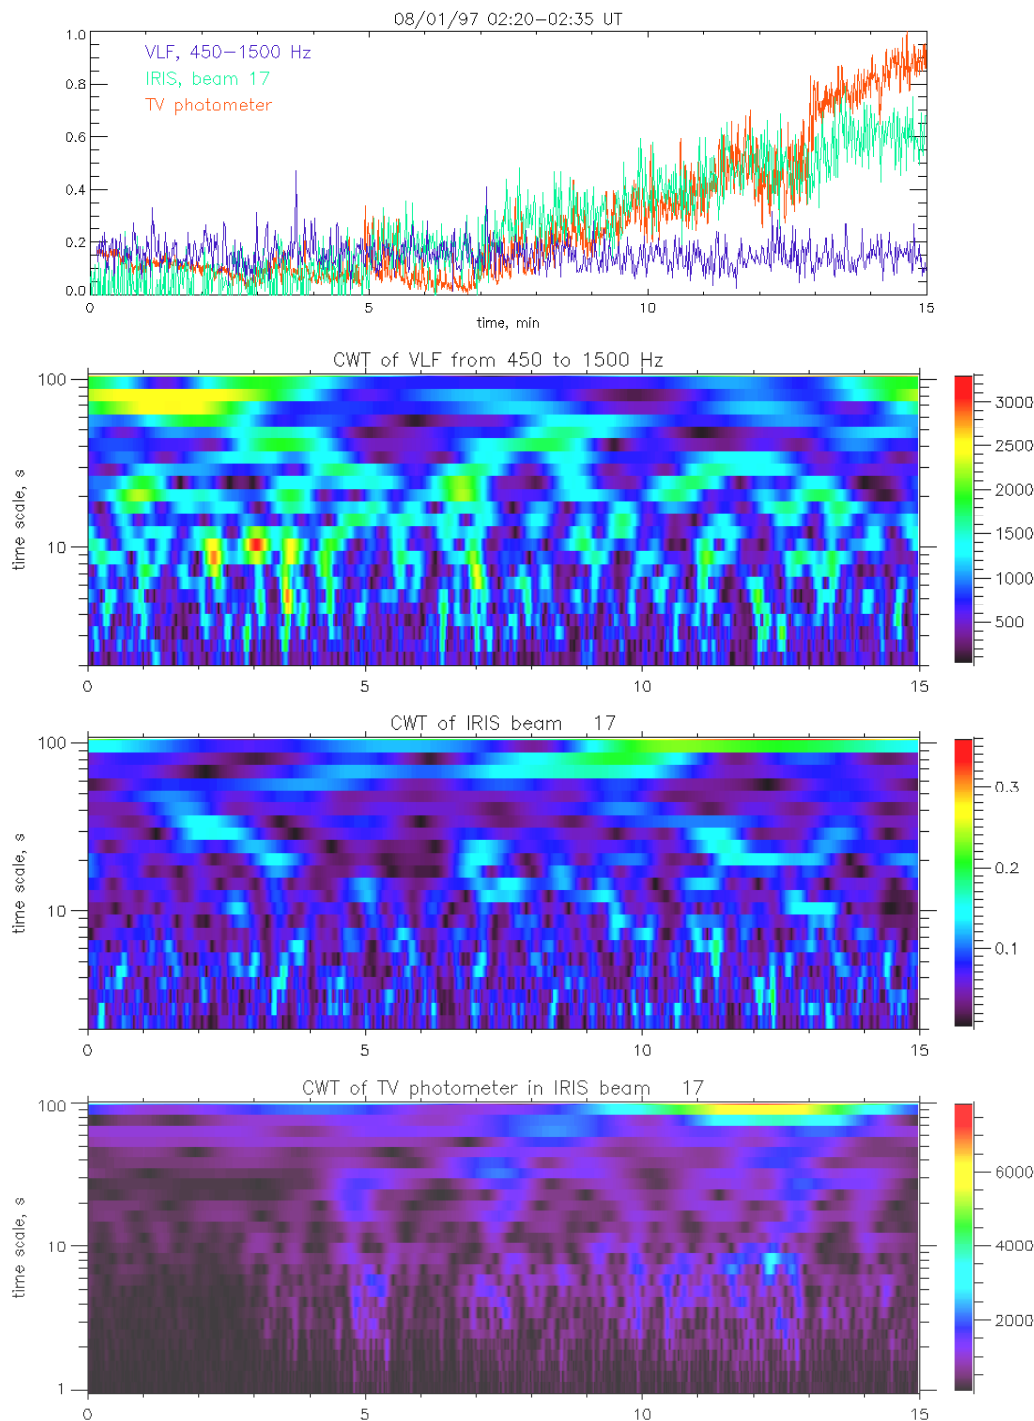 08/01/97 02:20-02:35 UT
1.0
VLF, 450-1500 Hz
IRIS, beam 17
0.8
TV photometer
0.6
0.4
0.2
0.0
0 5 10 15
time, min
CWT of VLF from 450 to 1500 Hz
100
10
time scale, s
0 5 10 15
3000
2500
2000
1500
1000
500
CWT of IRIS beam 17
100
10
time scale, s
0 5 10 15
0.3
0.2
0.1
CWT of TV photometer in IRIS beam 17
100
10
1
time scale, s
0 5 10 15
6000
4000
2000